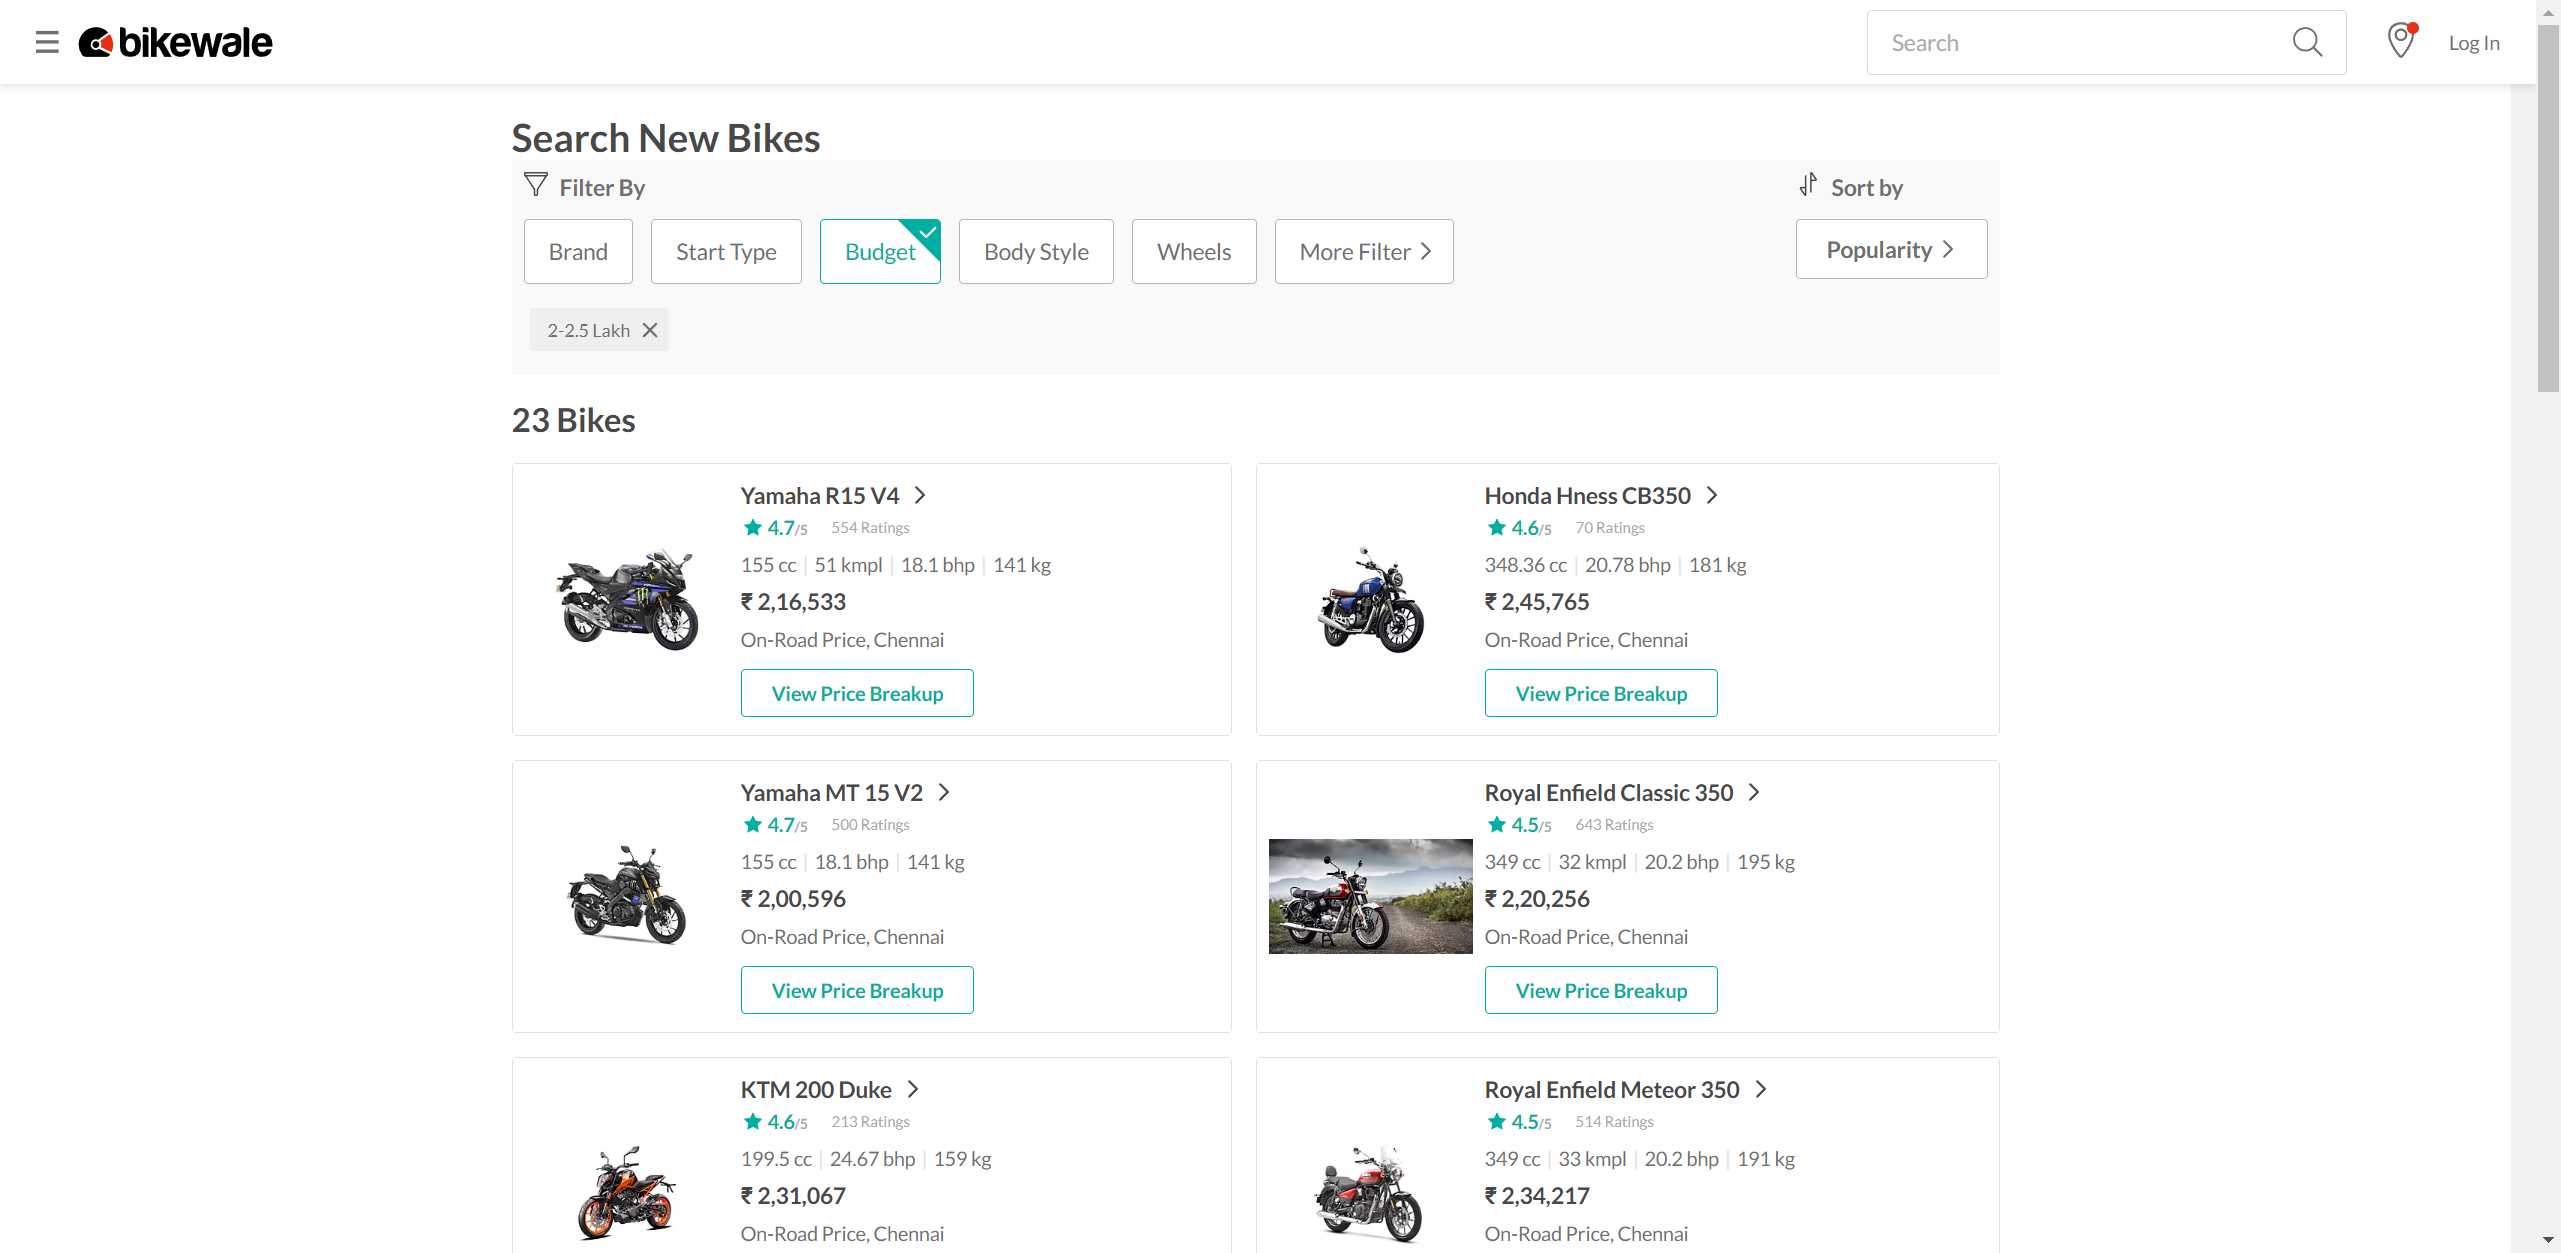 bikewale
Search
Log In
Search New Bikes
Filter By
Sort by
Brand
Start Type
Budget
Body Style
Wheels
More Filter
Popularity
2-2.5 Lakh
23 Bikes
Yamaha R15 V4
4.7/5 554 Ratings
155 cc | 51 kmpl | 18.1 bhp | 141 kg
₹ 2,16,533
On-Road Price, Chennai
View Price Breakup
Honda Hness CB350
4.6/5 70 Ratings
348.36 cc | 20.78 bhp | 181 kg
₹ 2,45,765
On-Road Price, Chennai
View Price Breakup
Yamaha MT 15 V2
4.7/5 500 Ratings
155 cc | 18.1 bhp | 141 kg
₹ 2,00,596
On-Road Price, Chennai
View Price Breakup
Royal Enfield Classic 350
4.5/5 643 Ratings
349 cc | 32 kmpl | 20.2 bhp | 195 kg
₹ 2,20,256
On-Road Price, Chennai
View Price Breakup
KTM 200 Duke
4.6/5 213 Ratings
199.5 cc | 24.67 bhp | 159 kg
₹ 2,31,067
On-Road Price, Chennai
Royal Enfield Meteor 350
4.5/5 514 Ratings
349 cc | 33 kmpl | 20.2 bhp | 191 kg
₹ 2,34,217
On-Road Price, Chennai